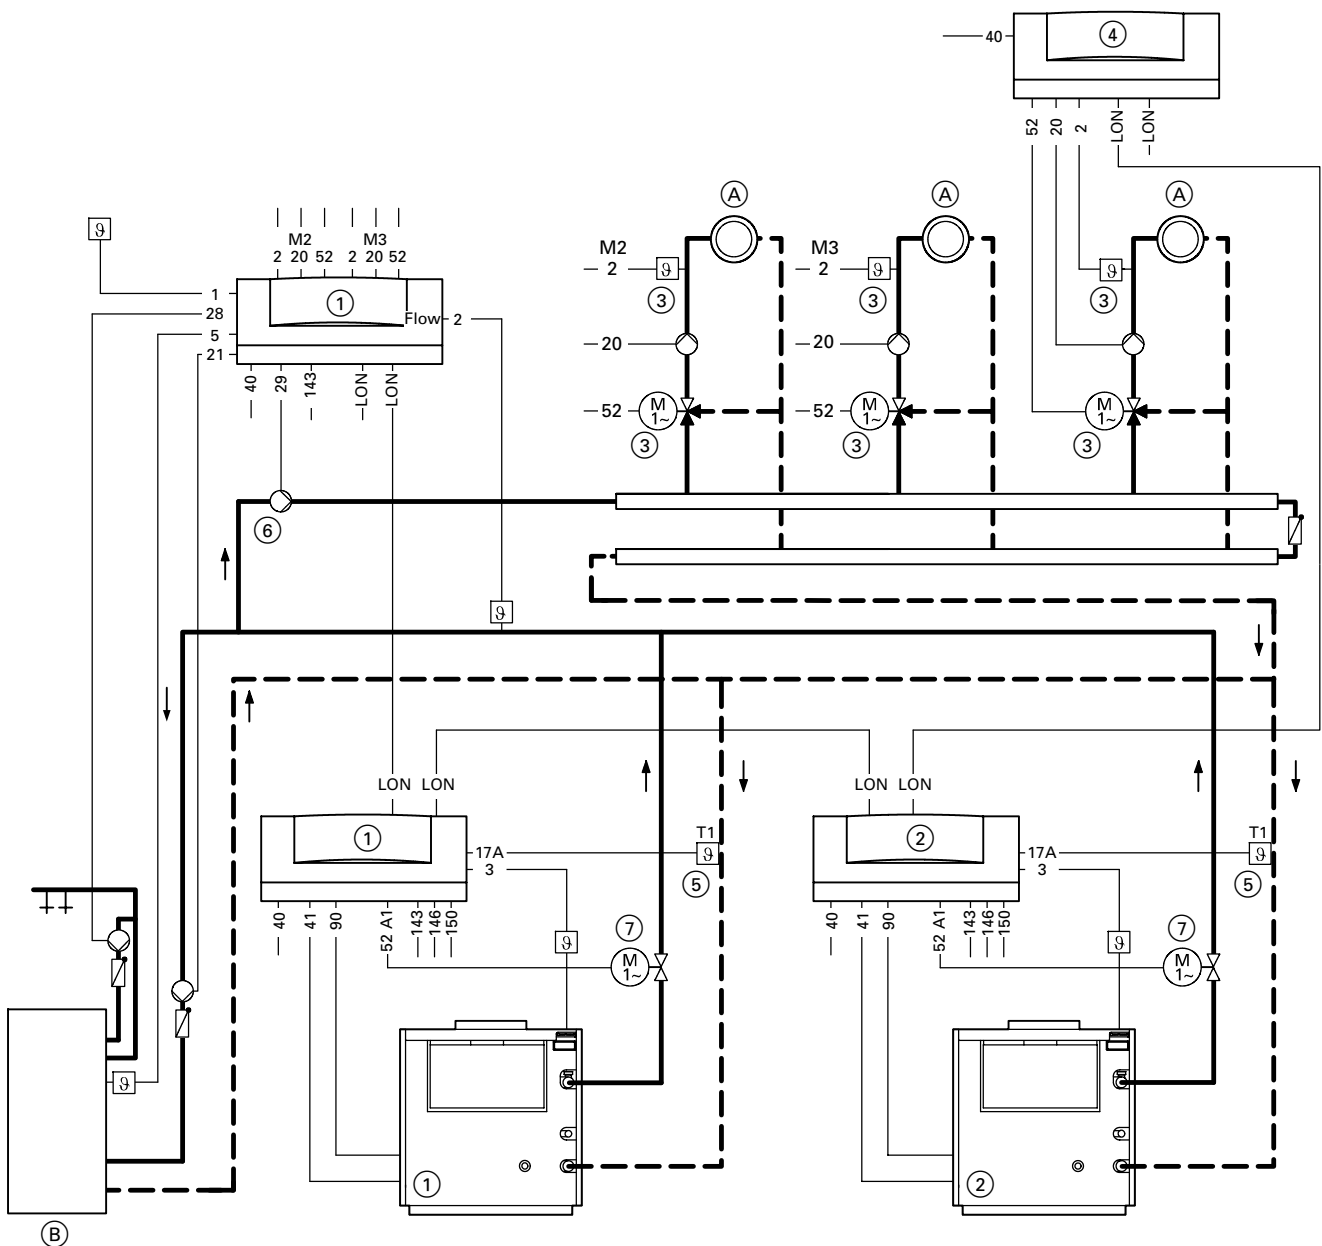 40 4
52 20 2 LON LON
A A A
ϑ
M2 M3
2 20 52 2 20 52
M2 M3
2 ϑ 2 ϑ ϑ
1
28
5
21
1
Flow 2
3 3 3
20 20
40 29 143 LON LON
52 M 1~ 52 M 1~ M 1~
3 3 3
6
ϑ
LON LON LON LON
1 2
17A 17A
3 3
T1 T1
ϑ ϑ
5 5
40 41 90 52 A1 143 146 150
40 41 90 52 A1 143 146 150
ϑ ϑ
7 7
M 1~ M 1~
ϑ
1 2
B